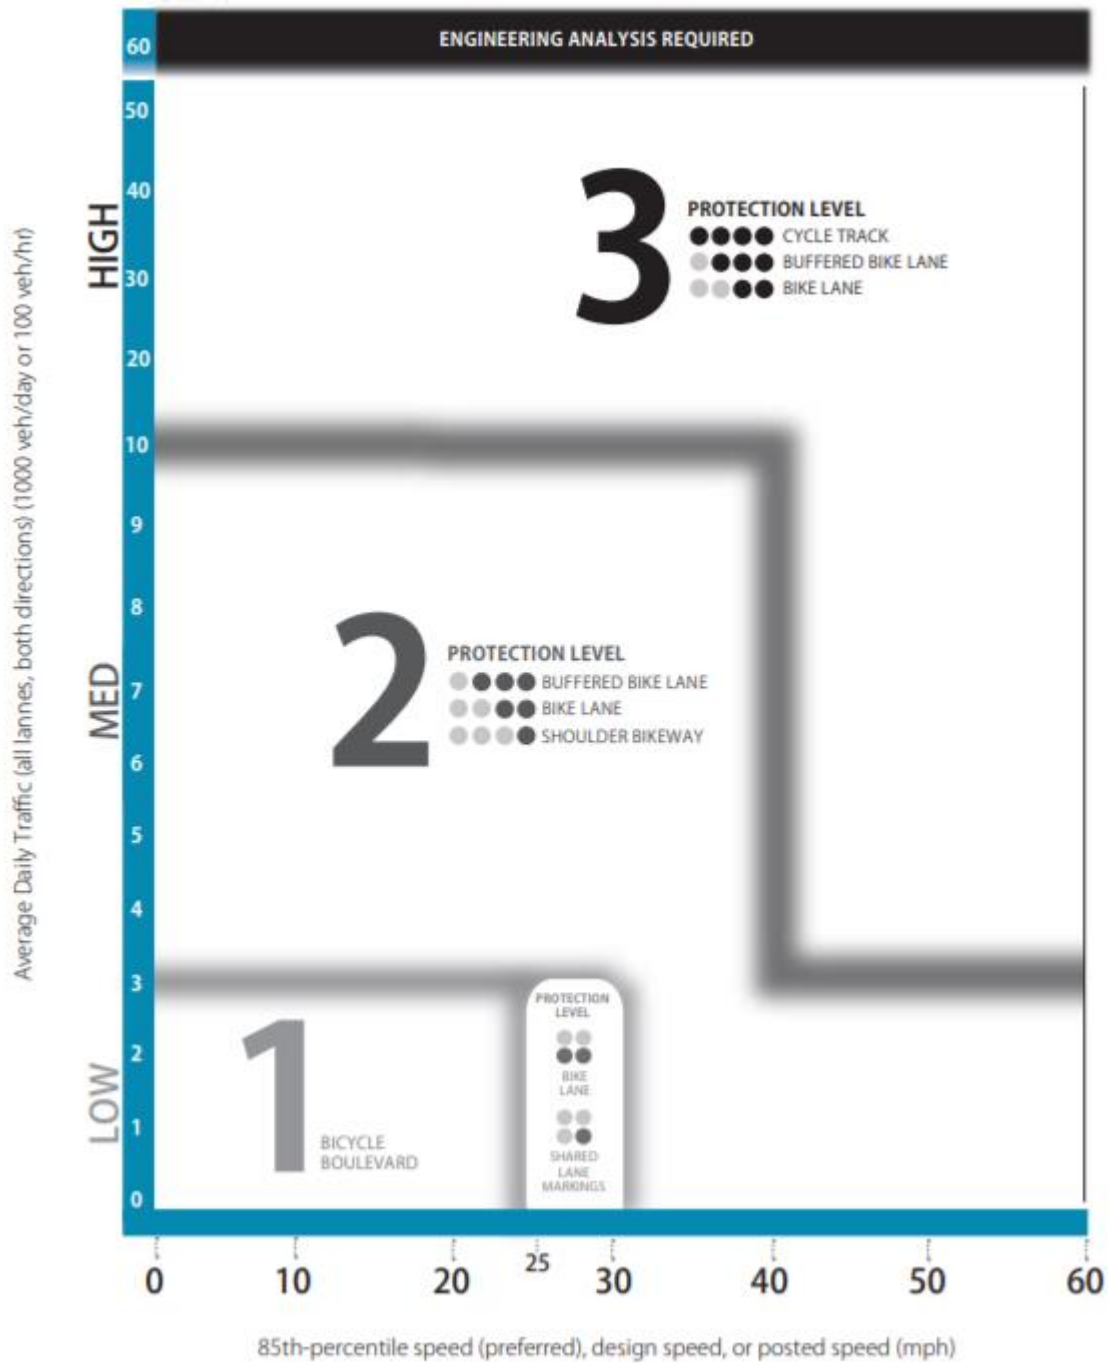 60
ENGINEERING ANALYSIS REQUIRED
50
40
30
20
10
9
8
7
6
5
4
3
2
1
0
HIGH
MED
LOW
Average Daily Traffic (all lannes, both directions) (1000 veh/day or 100 veh/hr)
3
PROTECTION LEVEL
CYCLE TRACK
BUFFERED BIKE LANE
BIKE LANE
2
PROTECTION LEVEL
BUFFERED BIKE LANE
BIKE LANE
SHOULDER BIKEWAY
1
BICYCLE
BOULEVARD
PROTECTION
LEVEL
BIKE
LANE
SHARED
LANE
MARKINGS
0 10 20 25 30 40 50 60
85th-percentile speed (preferred), design speed, or posted speed (mph)